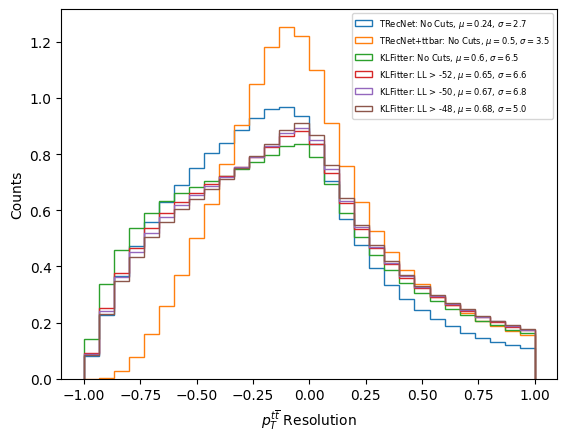 TRecNet: No Cuts, μ = 0.24, σ = 2.7
TRecNet+ttbar: No Cuts, μ = 0.5, σ = 3.5
KLFitter: No Cuts, μ = 0.6, σ = 6.5
KLFitter: LL > -52, μ = 0.65, σ = 6.6
KLFitter: LL > -50, μ = 0.67, σ = 6.8
KLFitter: LL > -48, μ = 0.68, σ = 5.0
1.2
1.0
0.8
0.6
0.4
0.2
0.0
Counts
−1.00 −0.75 −0.50 −0.25 0.00 0.25 0.50 0.75 1.00
$p_T^{t\overline{t}}$ Resolution